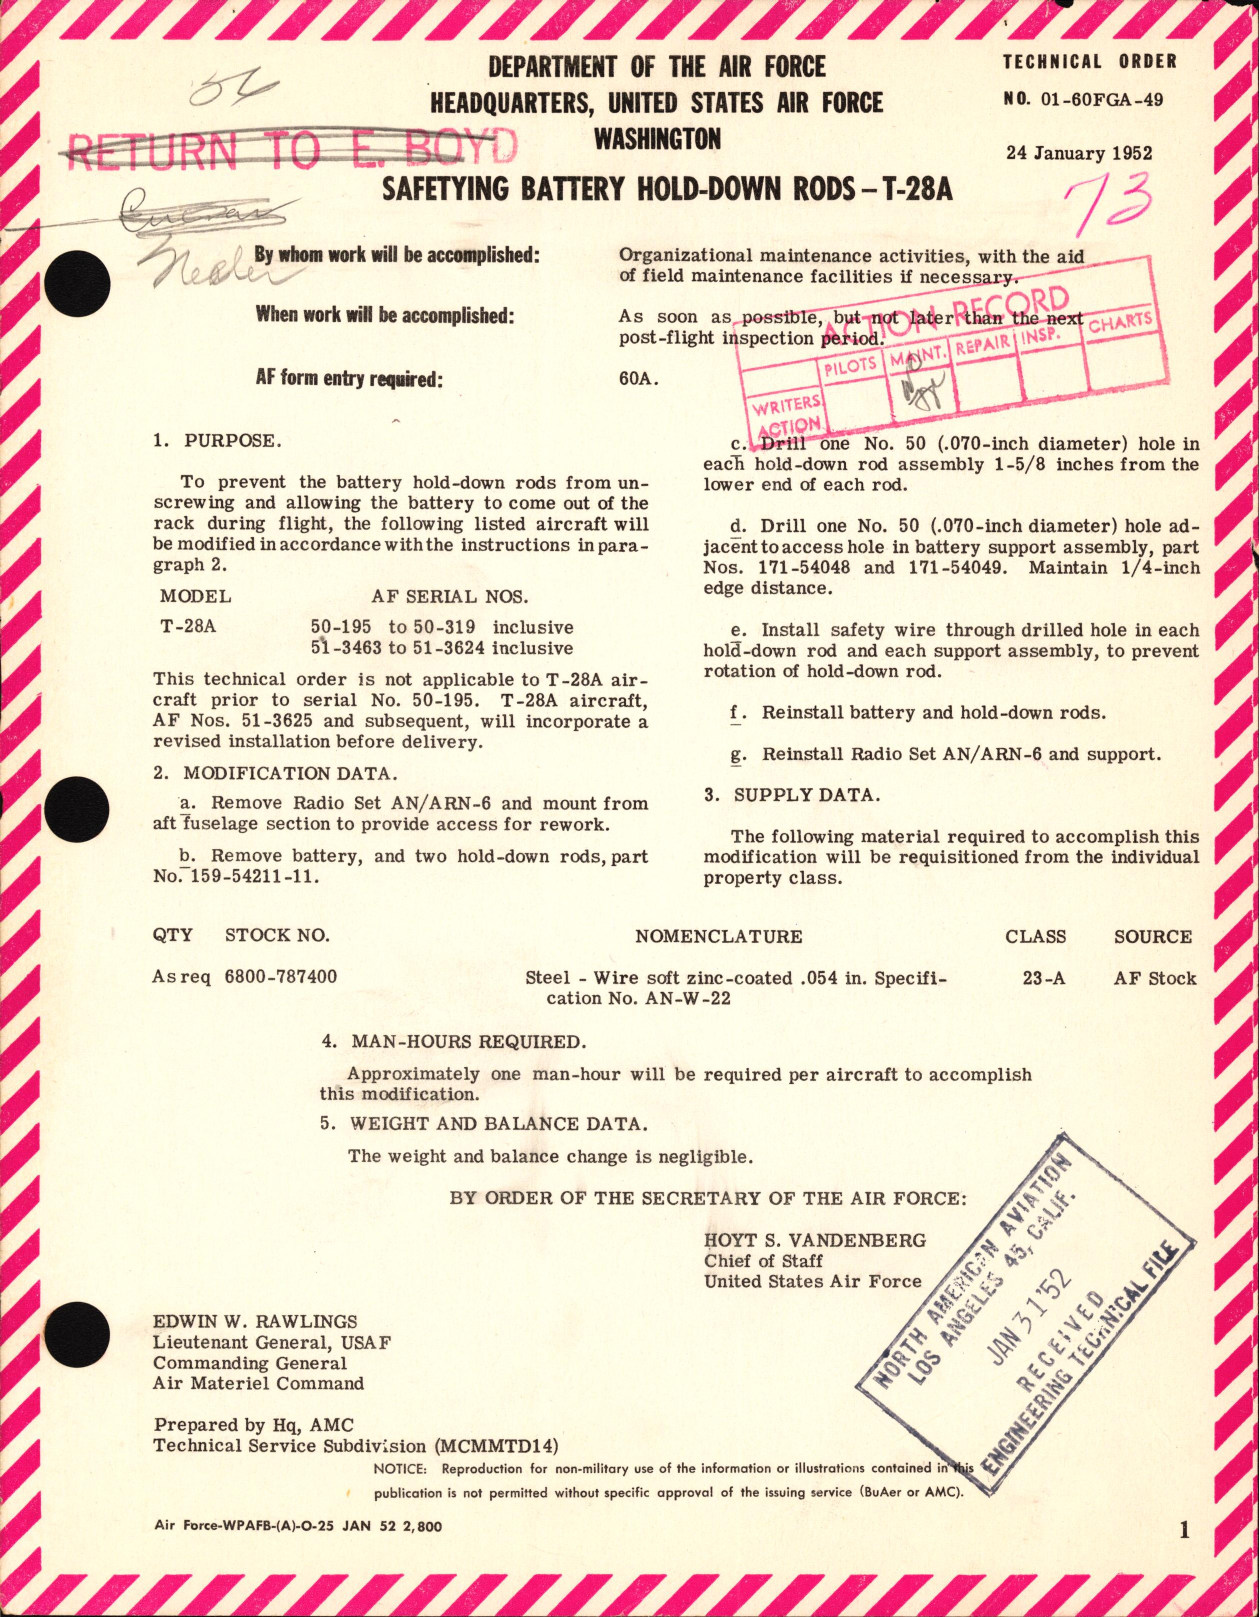 DEPARTMENT OF THE AIR FORCE
HEADQUARTERS, UNITED STATES AIR FORCE
WASHINGTON
TECHNICAL ORDER
NO. 01-60FGA-49
24 January 1952
54
RETURN TO E. BOYD
SAFETYING BATTERY HOLD-DOWN RODS – T-28A
73
By whom work will be accomplished:
Organizational maintenance activities, with the aid
of field maintenance facilities if necessary.
When work will be accomplished:
As soon as possible, but not later than the next
post-flight inspection period.
AF form entry required:
60A.
ACTION RECORD
PILOTS MAINT. REPAIR INSP. CHARTS
WRITERS
ACTION
1. PURPOSE.
To prevent the battery hold-down rods from un-
screwing and allowing the battery to come out of the
rack during flight, the following listed aircraft will
be modified in accordance with the instructions in para-
graph 2.
MODEL AF SERIAL NOS.
T-28A 50-195 to 50-319 inclusive
51-3463 to 51-3624 inclusive
This technical order is not applicable to T-28A air-
craft prior to serial No. 50-195. T-28A aircraft,
AF Nos. 51-3625 and subsequent, will incorporate a
revised installation before delivery.
2. MODIFICATION DATA.
a. Remove Radio Set AN/ARN-6 and mount from
aft fuselage section to provide access for rework.
b. Remove battery, and two hold-down rods, part
No. 159-54211-11.
c. Drill one No. 50 (.070-inch diameter) hole in
each hold-down rod assembly 1-5/8 inches from the
lower end of each rod.
d. Drill one No. 50 (.070-inch diameter) hole ad-
jacent to access hole in battery support assembly, part
Nos. 171-54048 and 171-54049. Maintain 1/4-inch
edge distance.
e. Install safety wire through drilled hole in each
hold-down rod and each support assembly, to prevent
rotation of hold-down rod.
f. Reinstall battery and hold-down rods.
g. Reinstall Radio Set AN/ARN-6 and support.
3. SUPPLY DATA.
The following material required to accomplish this
modification will be requisitioned from the individual
property class.
QTY STOCK NO. NOMENCLATURE CLASS SOURCE
As req 6800-787400 Steel - Wire soft zinc-coated .054 in. Specifi- 23-A AF Stock
cation No. AN-W-22
4. MAN-HOURS REQUIRED.
Approximately one man-hour will be required per aircraft to accomplish
this modification.
5. WEIGHT AND BALANCE DATA.
The weight and balance change is negligible.
BY ORDER OF THE SECRETARY OF THE AIR FORCE:
HOYT S. VANDENBERG
Chief of Staff
United States Air Force
NORTH AMERICAN AVIATION
LOS ANGELES 45, CALIF.
JAN 31 '52
RECEIVED
ENGINEERING TECHNICAL FILE
EDWIN W. RAWLINGS
Lieutenant General, USAF
Commanding General
Air Materiel Command
Prepared by Hq, AMC
Technical Service Subdivision (MCMMTD14)
NOTICE: Reproduction for non-military use of the information or illustrations contained in this
publication is not permitted without specific approval of the issuing service (BuAer or AMC).
Air Force-WPAFB-(A)-O-25 JAN 52 2,800
1